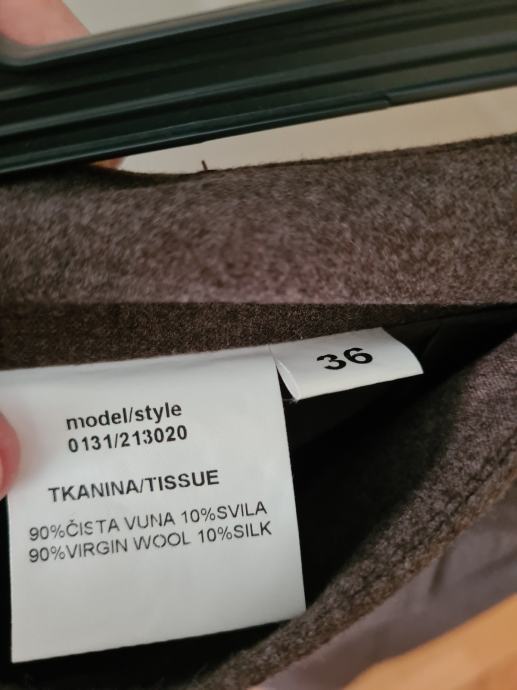 36
model/style
0131/213020
TKANINA/TISSUE
90%ČISTA VUNA 10%SVILA
90%VIRGIN WOOL 10%SILK